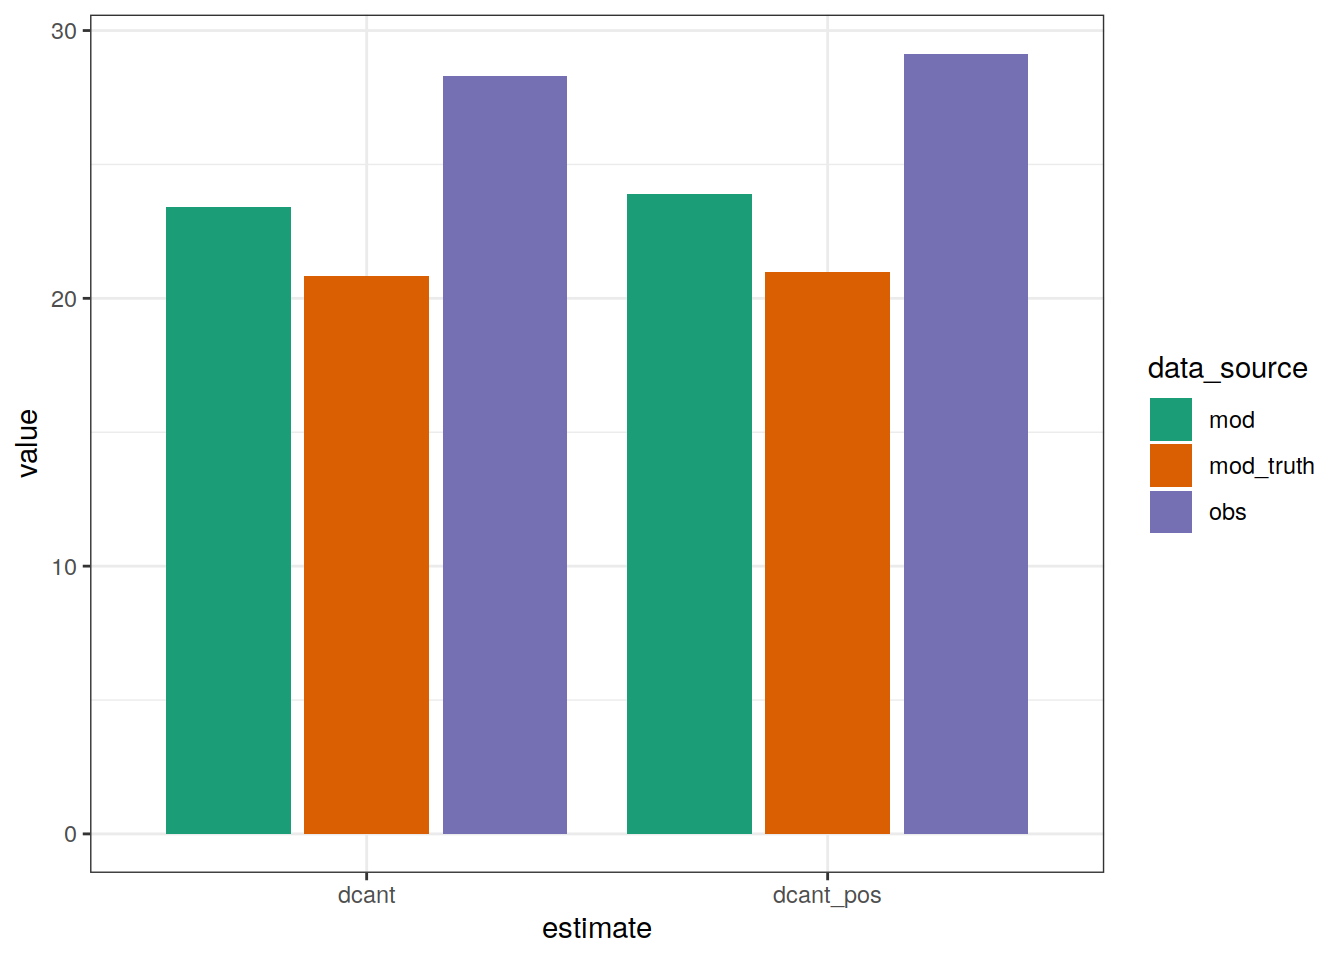 30
20
10
0
value
dcant
dcant_pos
estimate
data_source
mod
mod_truth
obs